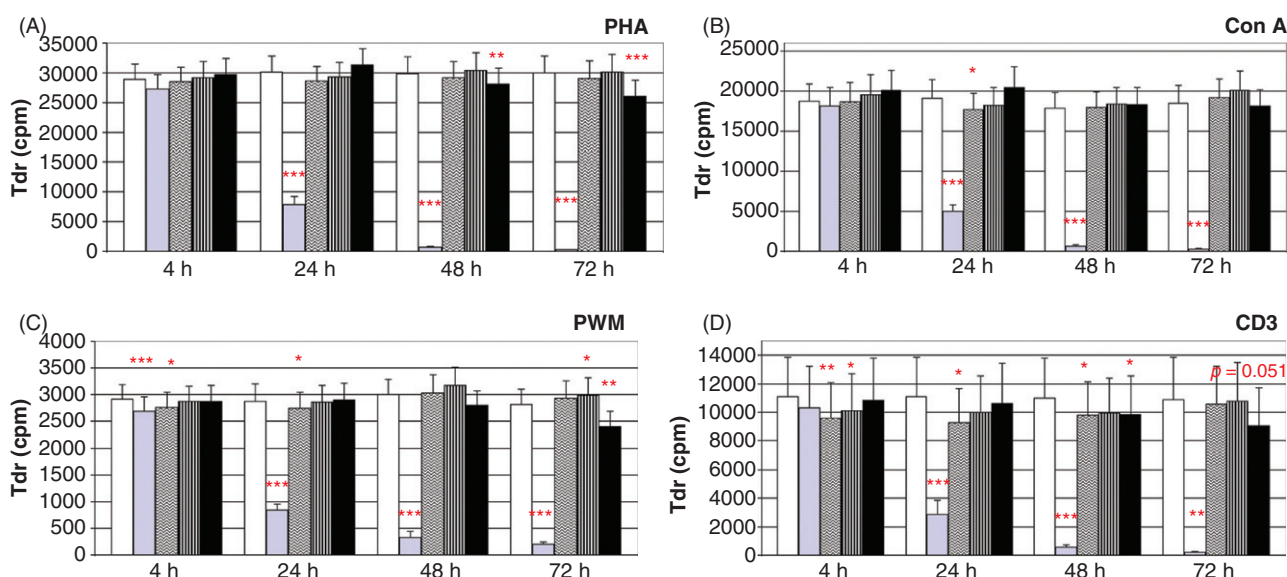 (A)
PHA
35000
30000
25000
20000
15000
10000
5000
0
Tdr (cpm)
** ***
***
*** ***
4 h 24 h 48 h 72 h
(B)
Con A
25000
20000
15000
10000
5000
0
Tdr (cpm)
*
***
*** ***
4 h 24 h 48 h 72 h
(C)
PWM
4000
3500
3000
2500
2000
1500
1000
500
0
Tdr (cpm)
*** * * *
**
***
*** ***
4 h 24 h 48 h 72 h
(D)
CD3
14000
12000
10000
8000
6000
4000
2000
0
Tdr (cpm)
** * * * *
p = 0.051
***
*** **
4 h 24 h 48 h 72 h